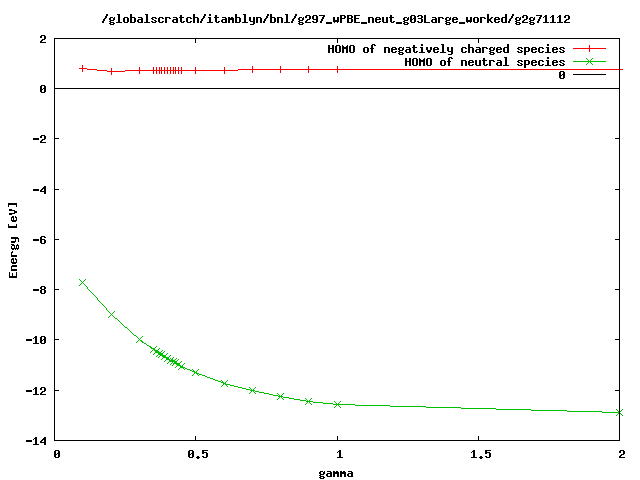 /globalscratch/itamblyn/bnl/g297_wPBE_neut_g03Large_worked/g2g71112
HOMO of negatively charged species
HOMO of neutral species
0
2
0
-2
-4
-6
-8
-10
-12
-14
Energy [eV]
0 0.5 1 1.5 2
gamma